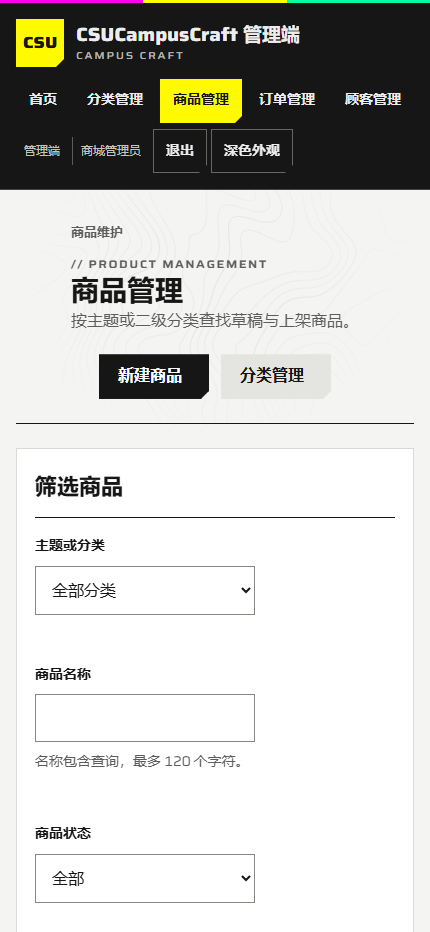 CSU
CSUCampusCraft 管理端
CAMPUS CRAFT
首页 分类管理 商品管理 订单管理 顾客管理
管理端 商城管理员 退出 深色外观
商品维护
// PRODUCT MANAGEMENT
商品管理
按主题或二级分类查找草稿与上架商品。
新建商品 分类管理
筛选商品
主题或分类
全部分类
商品名称
名称包含查询，最多 120 个字符。
商品状态
全部